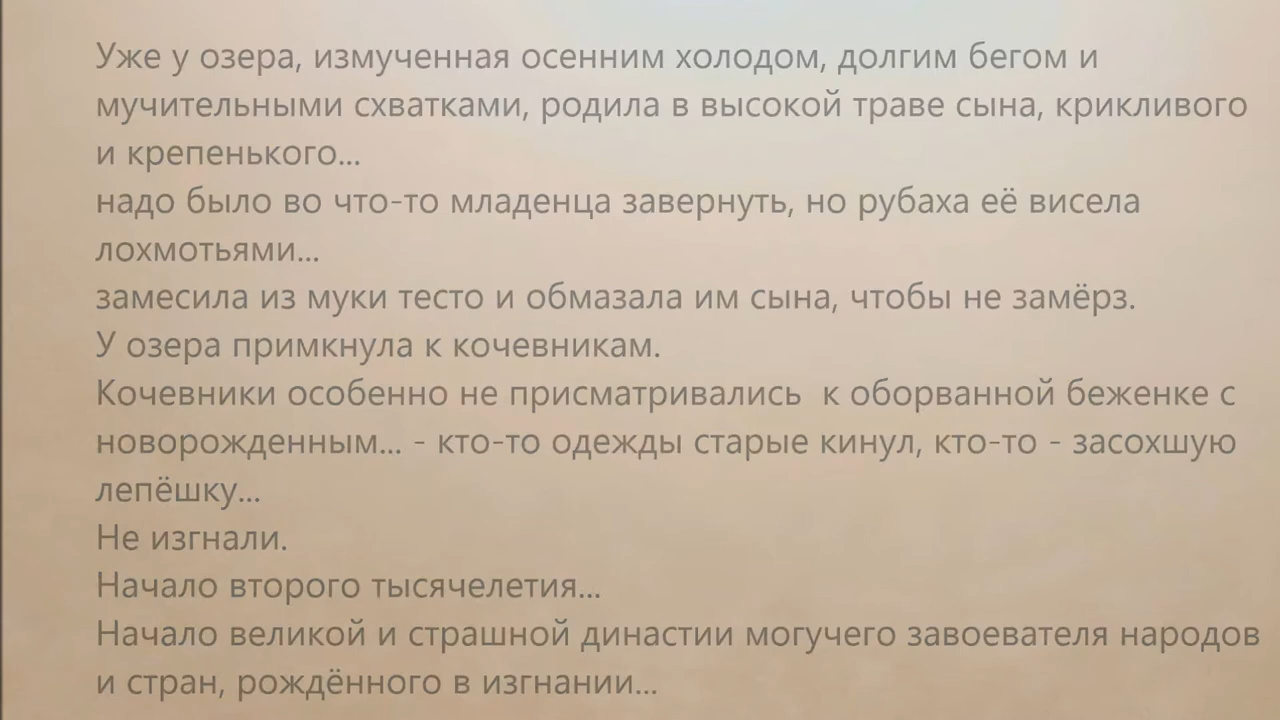 Уже у озера, измученная осенним холодом, долгим бегом и
мучительными схватками, родила в высокой траве сына, крикливого
и крепенького...
надо было во что-то младенца завернуть, но рубаха её висела
лохмотьями...
замесила из муки тесто и обмазала им сына, чтобы не замёрз.
У озера примкнула к кочевникам.
Кочевники особенно не присматривались  к оборванной беженке с
новорожденным... - кто-то одежды старые кинул, кто-то - засохшую
лепёшку...
Не изгнали.
Начало второго тысячелетия...
Начало великой и страшной династии могучего завоевателя народов
и стран, рождённого в изгнании...